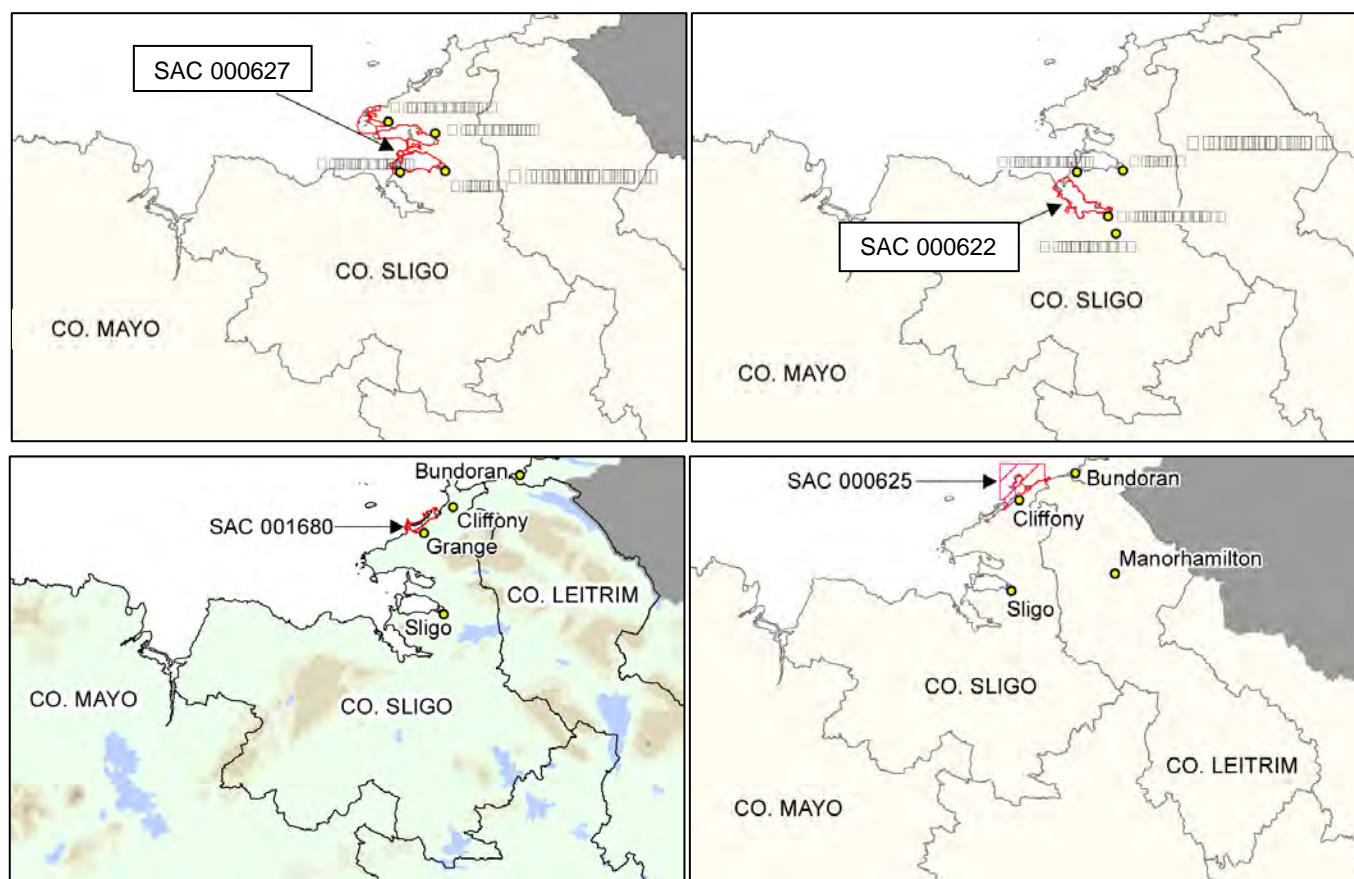 SAC 000627
CO. SLIGO
CO. MAYO
SAC 000622
CO. SLIGO
CO. MAYO
Bundoran
SAC 001680
Cliffony
Grange
CO. LEITRIM
Sligo
CO. MAYO
CO. SLIGO
SAC 000625
Bundoran
Cliffony
Manorhamilton
Sligo
CO. SLIGO
CO. LEITRIM
CO. MAYO